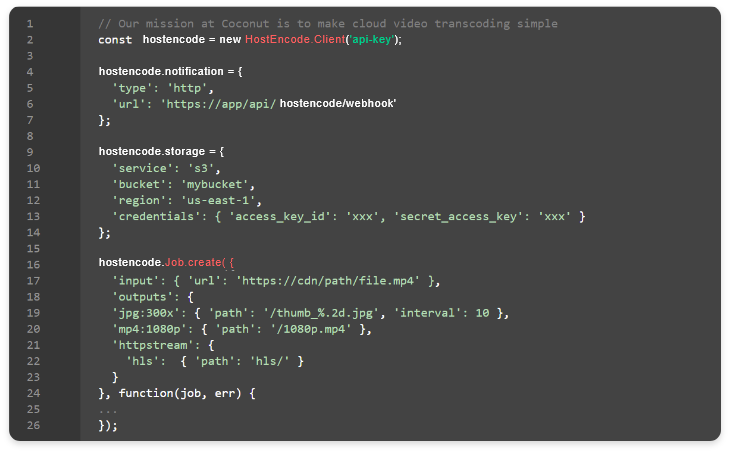 1 // Our mission at Coconut is to make cloud video transcoding simple
2 const hostencode = new HostEncode.Client('api-key');
3
4 hostencode.notification = {
5 'type': 'http',
6 'url': 'https://app/api/ hostencode/webhook'
7 };
8
9 hostencode.storage = {
10 'service': 's3',
11 'bucket': 'mybucket',
12 'region': 'us-east-1',
13 'credentials': { 'access_key_id': 'xxx', 'secret_access_key': 'xxx' }
14 };
15
16 hostencode.Job.create( {
17 'input': { 'url': 'https://cdn/path/file.mp4' },
18 'outputs': {
19 'jpg:300x': { 'path': '/thumb_%.2d.jpg', 'interval': 10 },
20 'mp4:1080p': { 'path': '/1080p.mp4' },
21 'httpstream': {
22 'hls': { 'path': 'hls/' }
23 }
24 }, function(job, err) {
25 ...
26 });